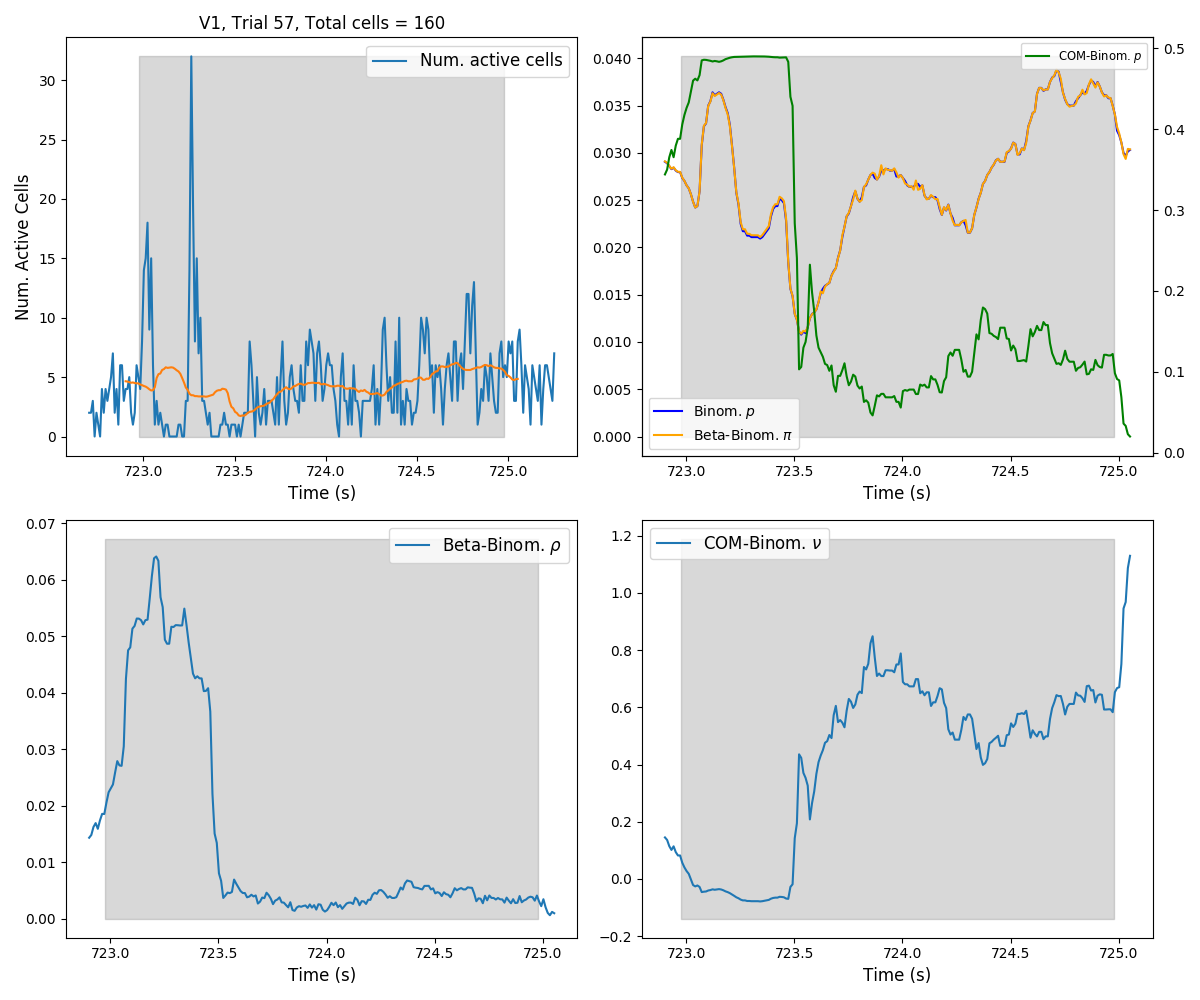 V1, Trial 57, Total cells = 160
Num. active cells
Num. Active Cells
30
25
20
15
10
5
0
723.0 723.5 724.0 724.5 725.0
Time (s)
COM-Binom. p
0.040
0.035
0.030
0.025
0.020
0.015
0.010
0.005
0.000
0.5
0.4
0.3
0.2
0.1
0.0
Binom. p
Beta-Binom. π
723.0 723.5 724.0 724.5 725.0
Time (s)
Beta-Binom. ρ
0.07
0.06
0.05
0.04
0.03
0.02
0.01
0.00
723.0 723.5 724.0 724.5 725.0
Time (s)
COM-Binom. ν
1.2
1.0
0.8
0.6
0.4
0.2
0.0
−0.2
723.0 723.5 724.0 724.5 725.0
Time (s)